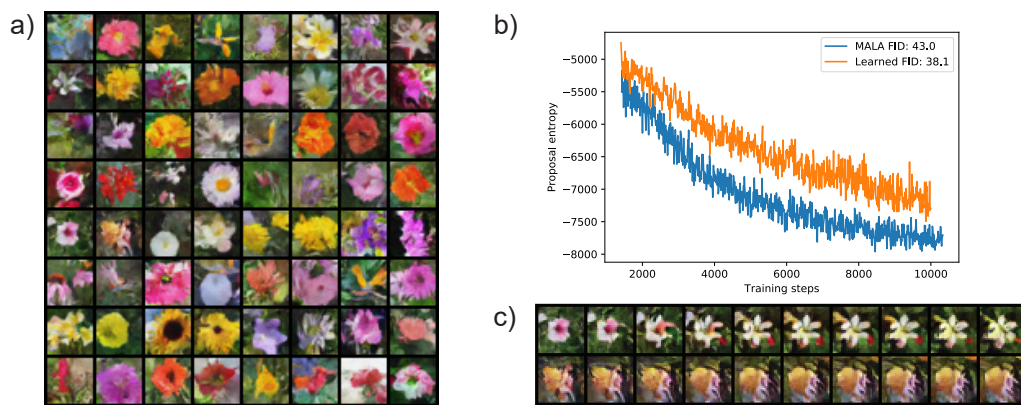 a)
b)
MALA FID: 43.0
Learned FID: 38.1
−5000
−5500
−6000
−6500
−7000
−7500
−8000
Proposal entropy
2000 4000 6000 8000 10000
Training steps
c)